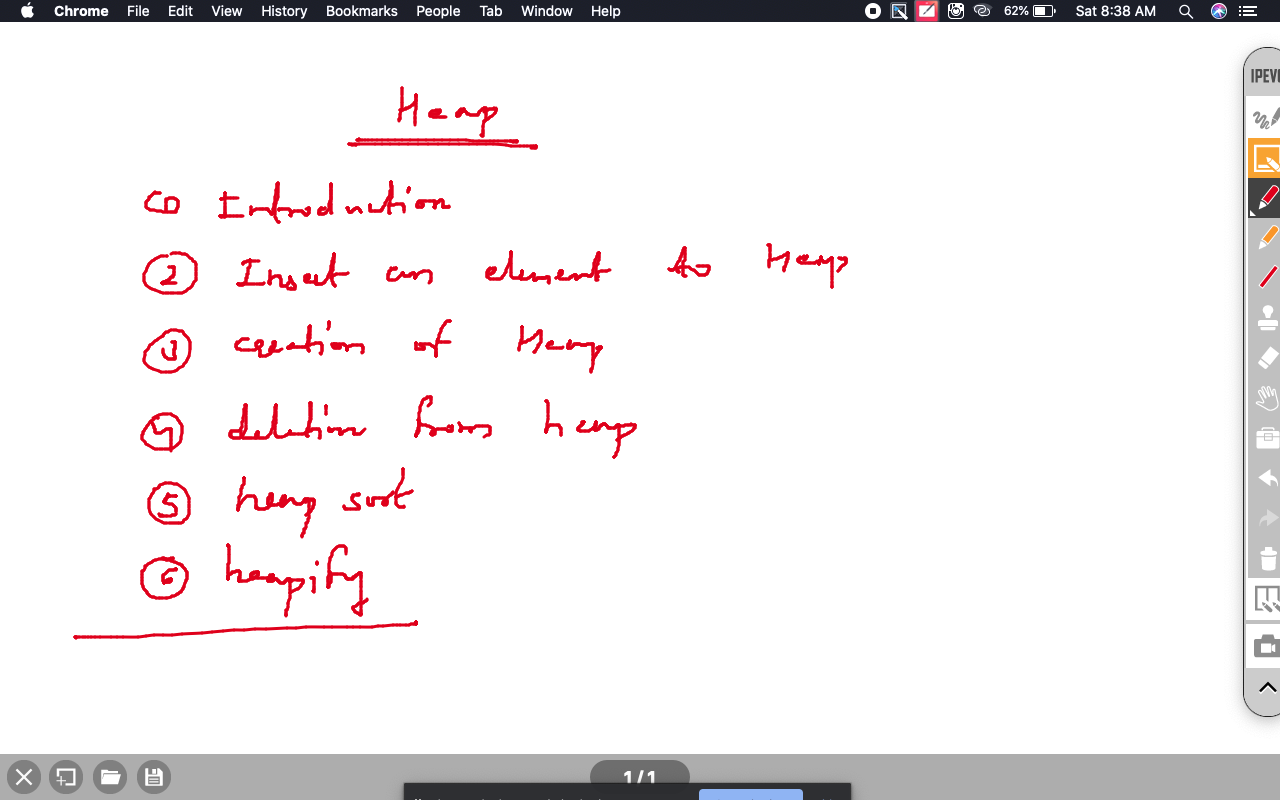 Chrome File Edit View History Bookmarks People Tab Window Help 62% Sat 8:38 AM
IPEV
Heap
① Introduction
② Insert an element to Heap
③ creation of Heap
④ deletion from heap
⑤ heap sort
⑥ heapify
1/1